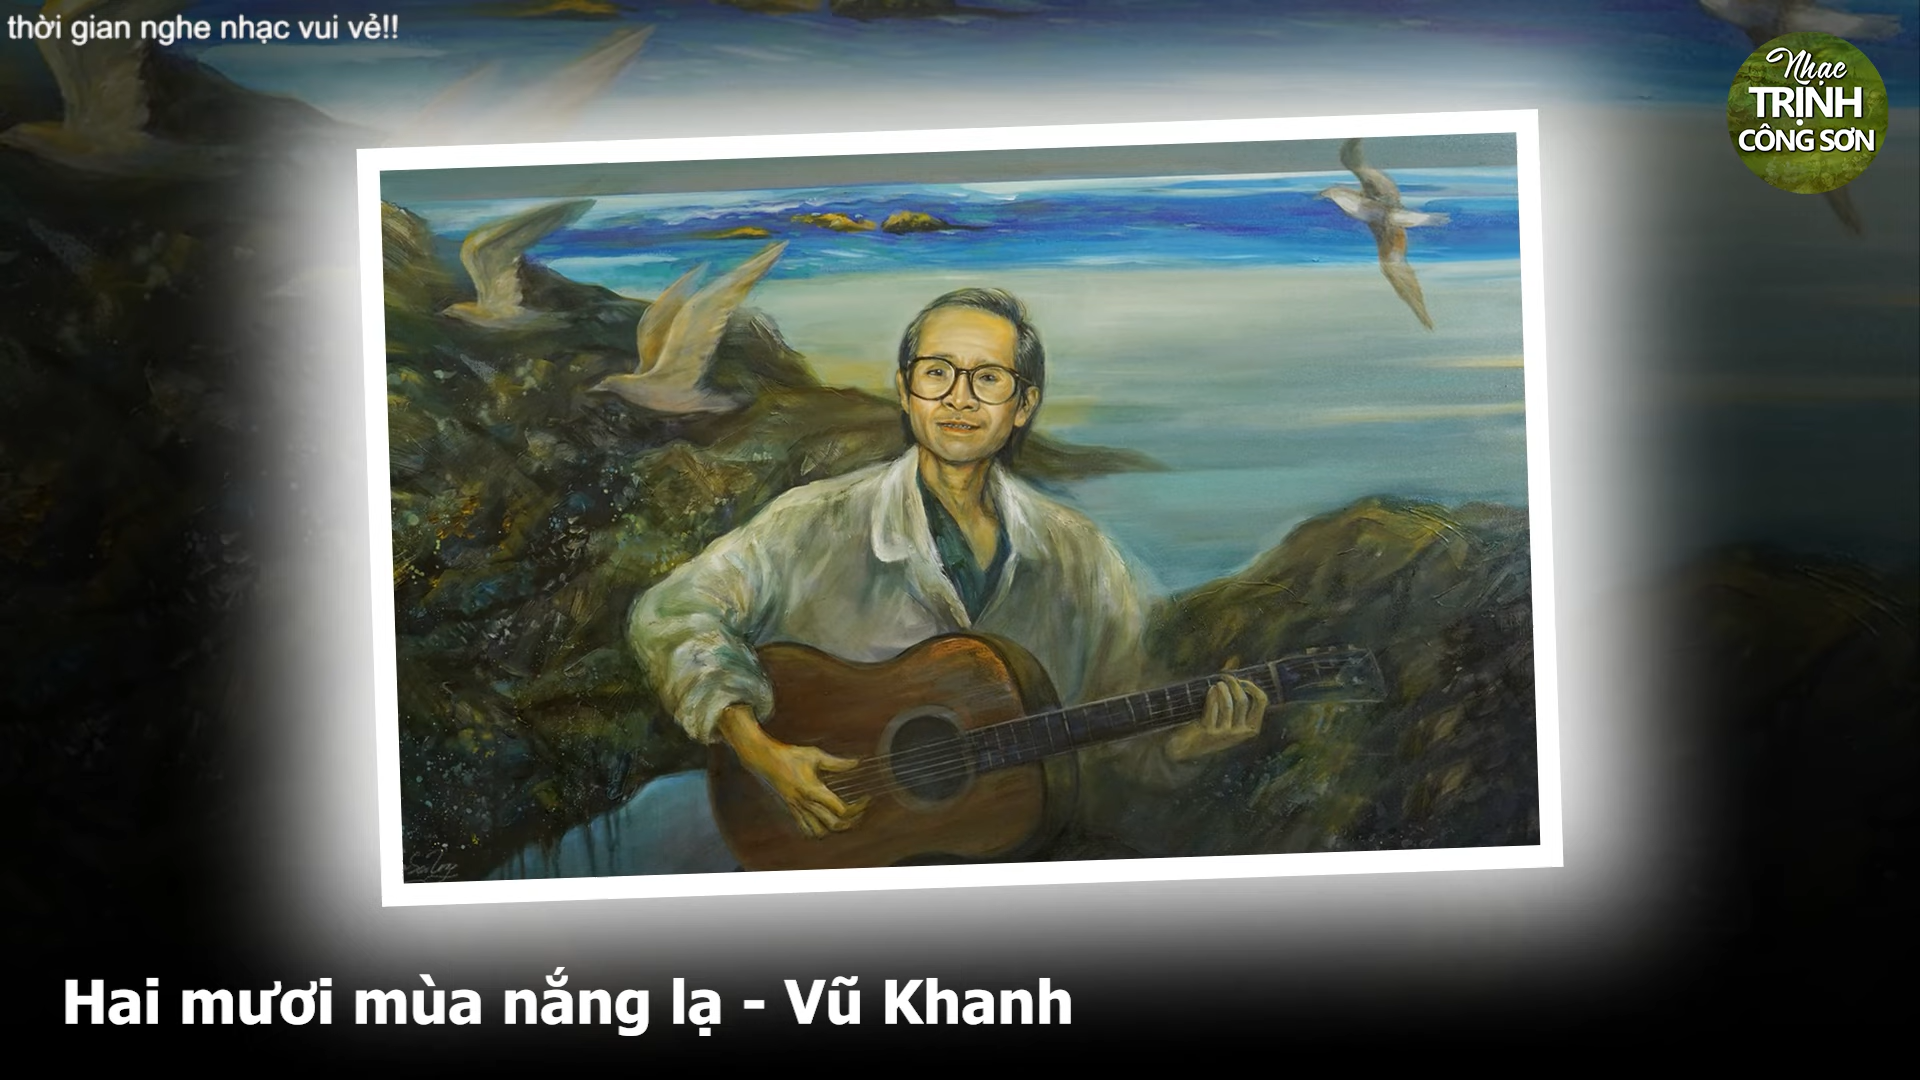 thời gian nghe nhạc vui vẻ!!
Nhạc
TRỊNH
CÔNG SƠN
Hai mươi mùa nắng lạ - Vũ Khanh